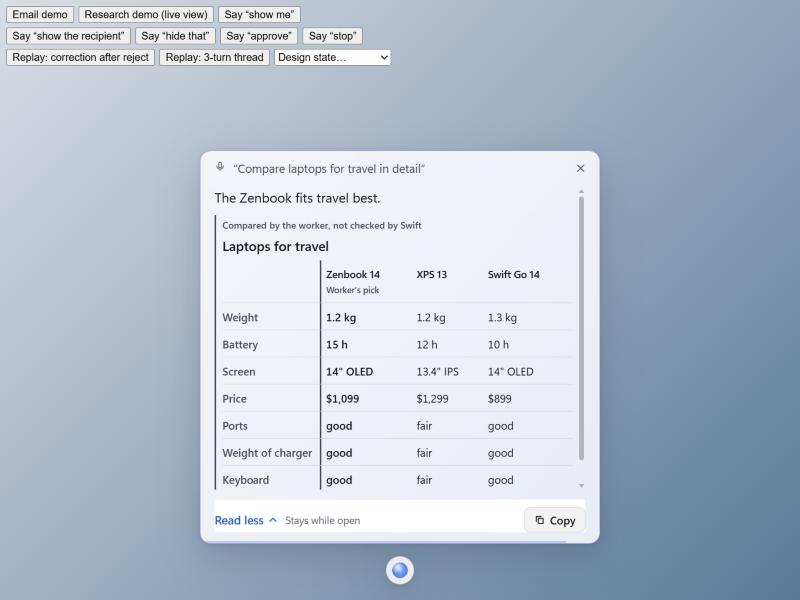 Email demo Research demo (live view) Say “show me”
Say “show the recipient” Say “hide that” Say “approve” Say “stop”
Replay: correction after reject Replay: 3-turn thread Design state…
“Compare laptops for travel in detail”
The Zenbook fits travel best.
Compared by the worker, not checked by Swift
Laptops for travel
Zenbook 14 XPS 13 Swift Go 14
Worker's pick
Weight 1.2 kg 1.2 kg 1.3 kg
Battery 15 h 12 h 10 h
Screen 14" OLED 13.4" IPS 14" OLED
Price $1,099 $1,299 $899
Ports good fair good
Weight of charger good fair good
Keyboard good fair good
Read less Stays while open Copy